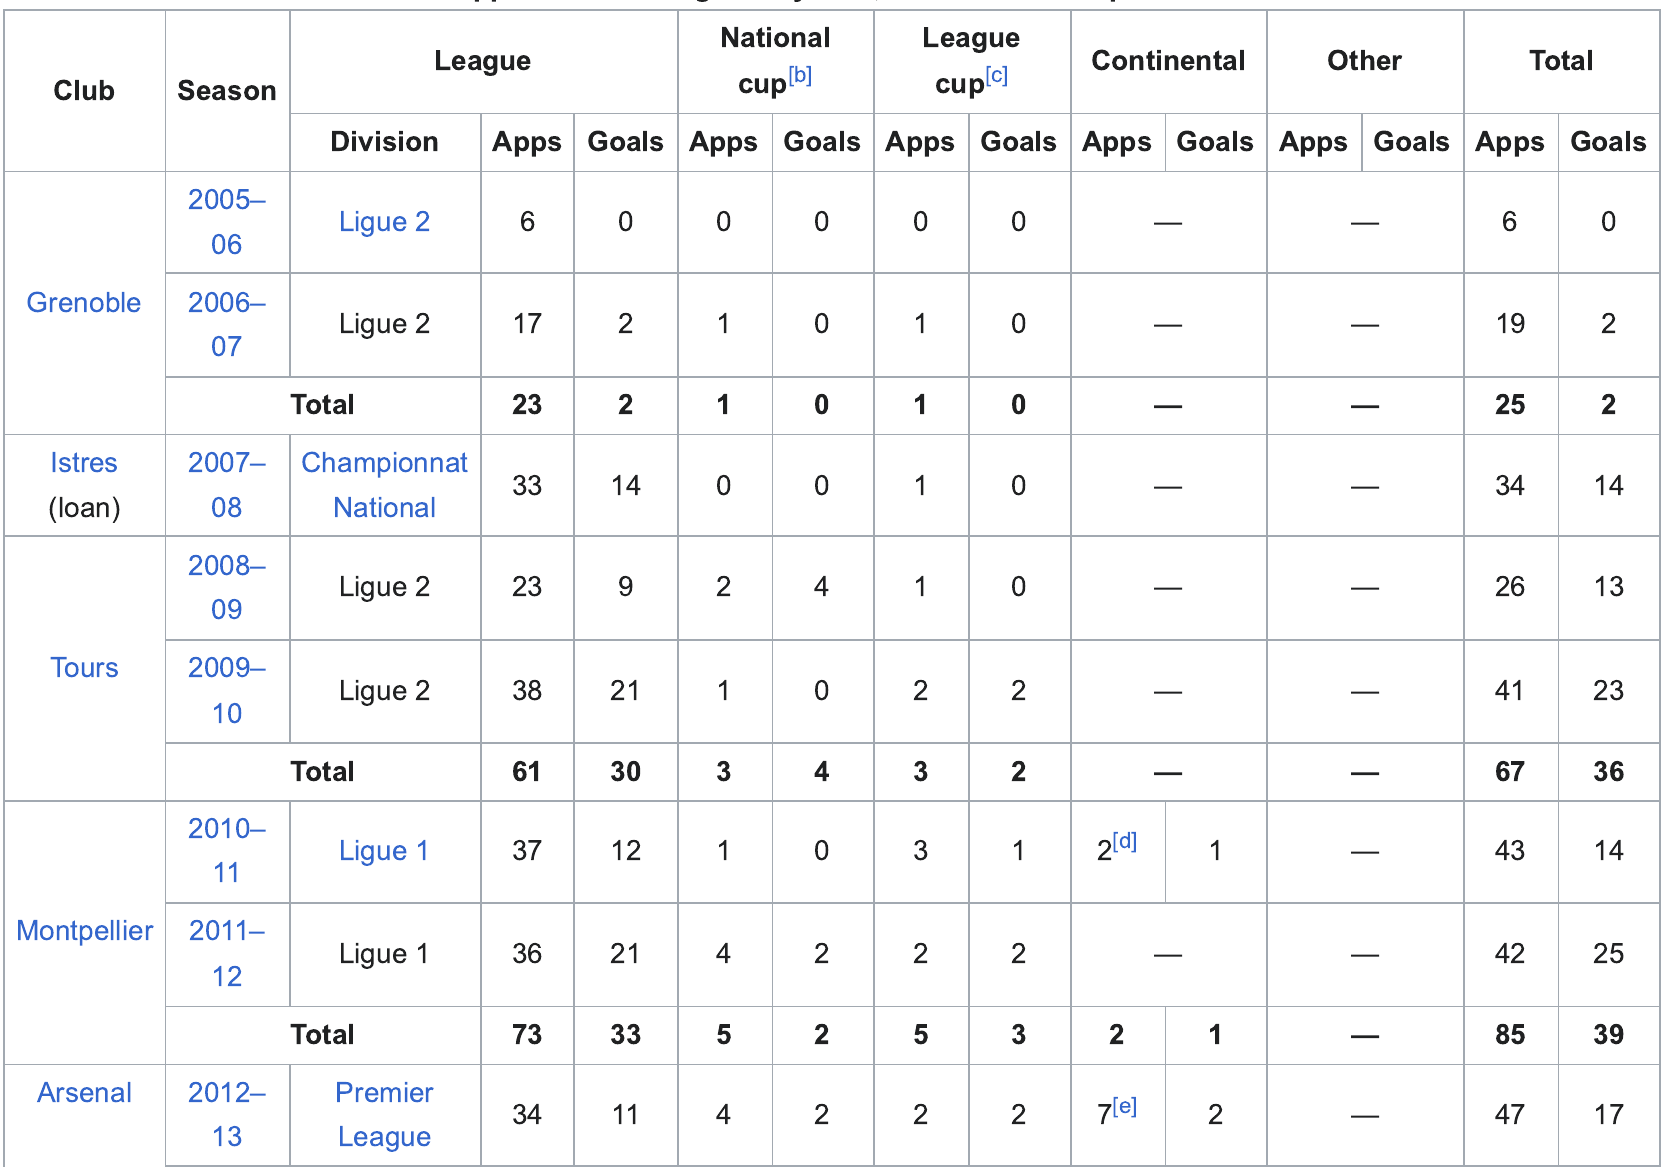 Club Season League National cup[b] League cup[c] Continental Other Total
Division Apps Goals Apps Goals Apps Goals Apps Goals Apps Goals Apps Goals
Grenoble 2005–06 Ligue 2 6 0 0 0 0 0 — — 6 0
2006–07 Ligue 2 17 2 1 0 1 0 — — 19 2
Total 23 2 1 0 1 0 — — 25 2
Istres (loan) 2007–08 Championnat National 33 14 0 0 1 0 — — 34 14
Tours 2008–09 Ligue 2 23 9 2 4 1 0 — — 26 13
2009–10 Ligue 2 38 21 1 0 2 2 — — 41 23
Total 61 30 3 4 3 2 — — 67 36
Montpellier 2010–11 Ligue 1 37 12 1 0 3 1 2[d] 1 — 43 14
2011–12 Ligue 1 36 21 4 2 2 2 — — 42 25
Total 73 33 5 2 5 3 2 1 — 85 39
Arsenal 2012–13 Premier League 34 11 4 2 2 2 7[e] 2 — 47 17